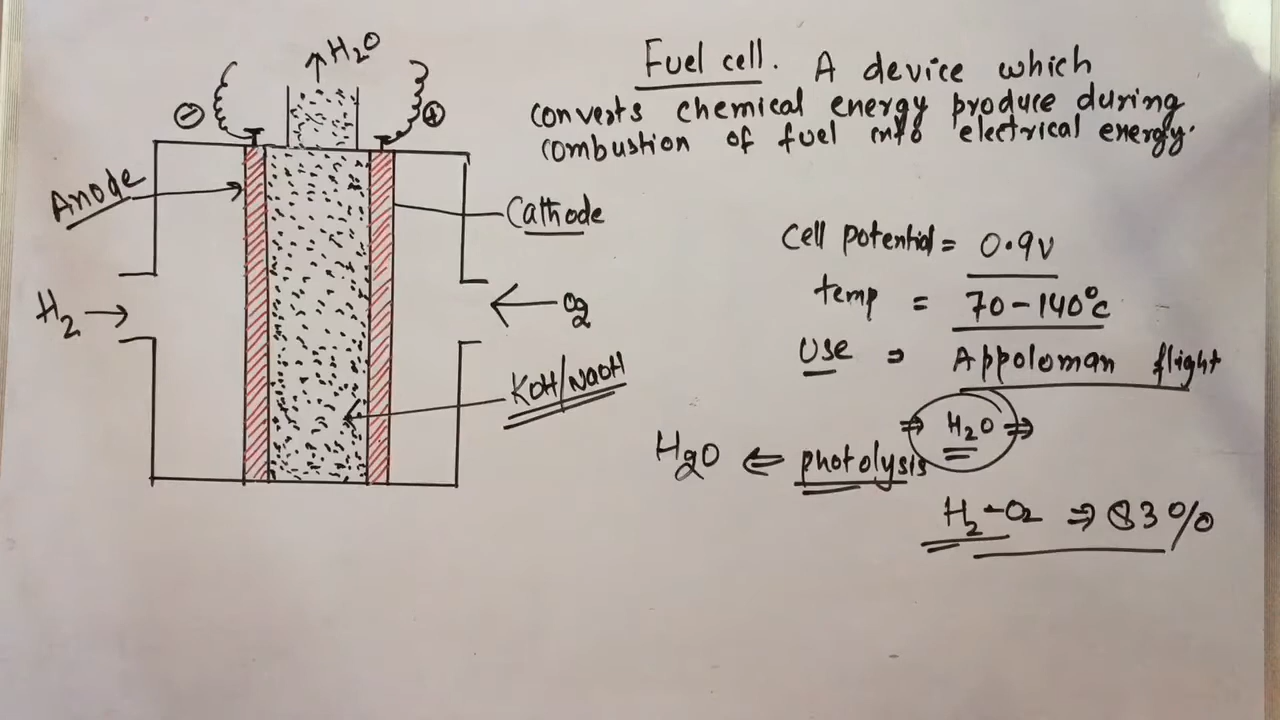 H2O
Fuel cell. A device which
converts chemical energy produce during
combustion of fuel into electrical energy.
Anode
Cathode
H2
O2
KOH/NaOH
Cell potential = 0.9V
temp = 70-140°C
Use ⇒ Appoloman flight
⇒ H2O ⇒
H2O ⇐ photolysis
H2-O2 ⇒ 83%